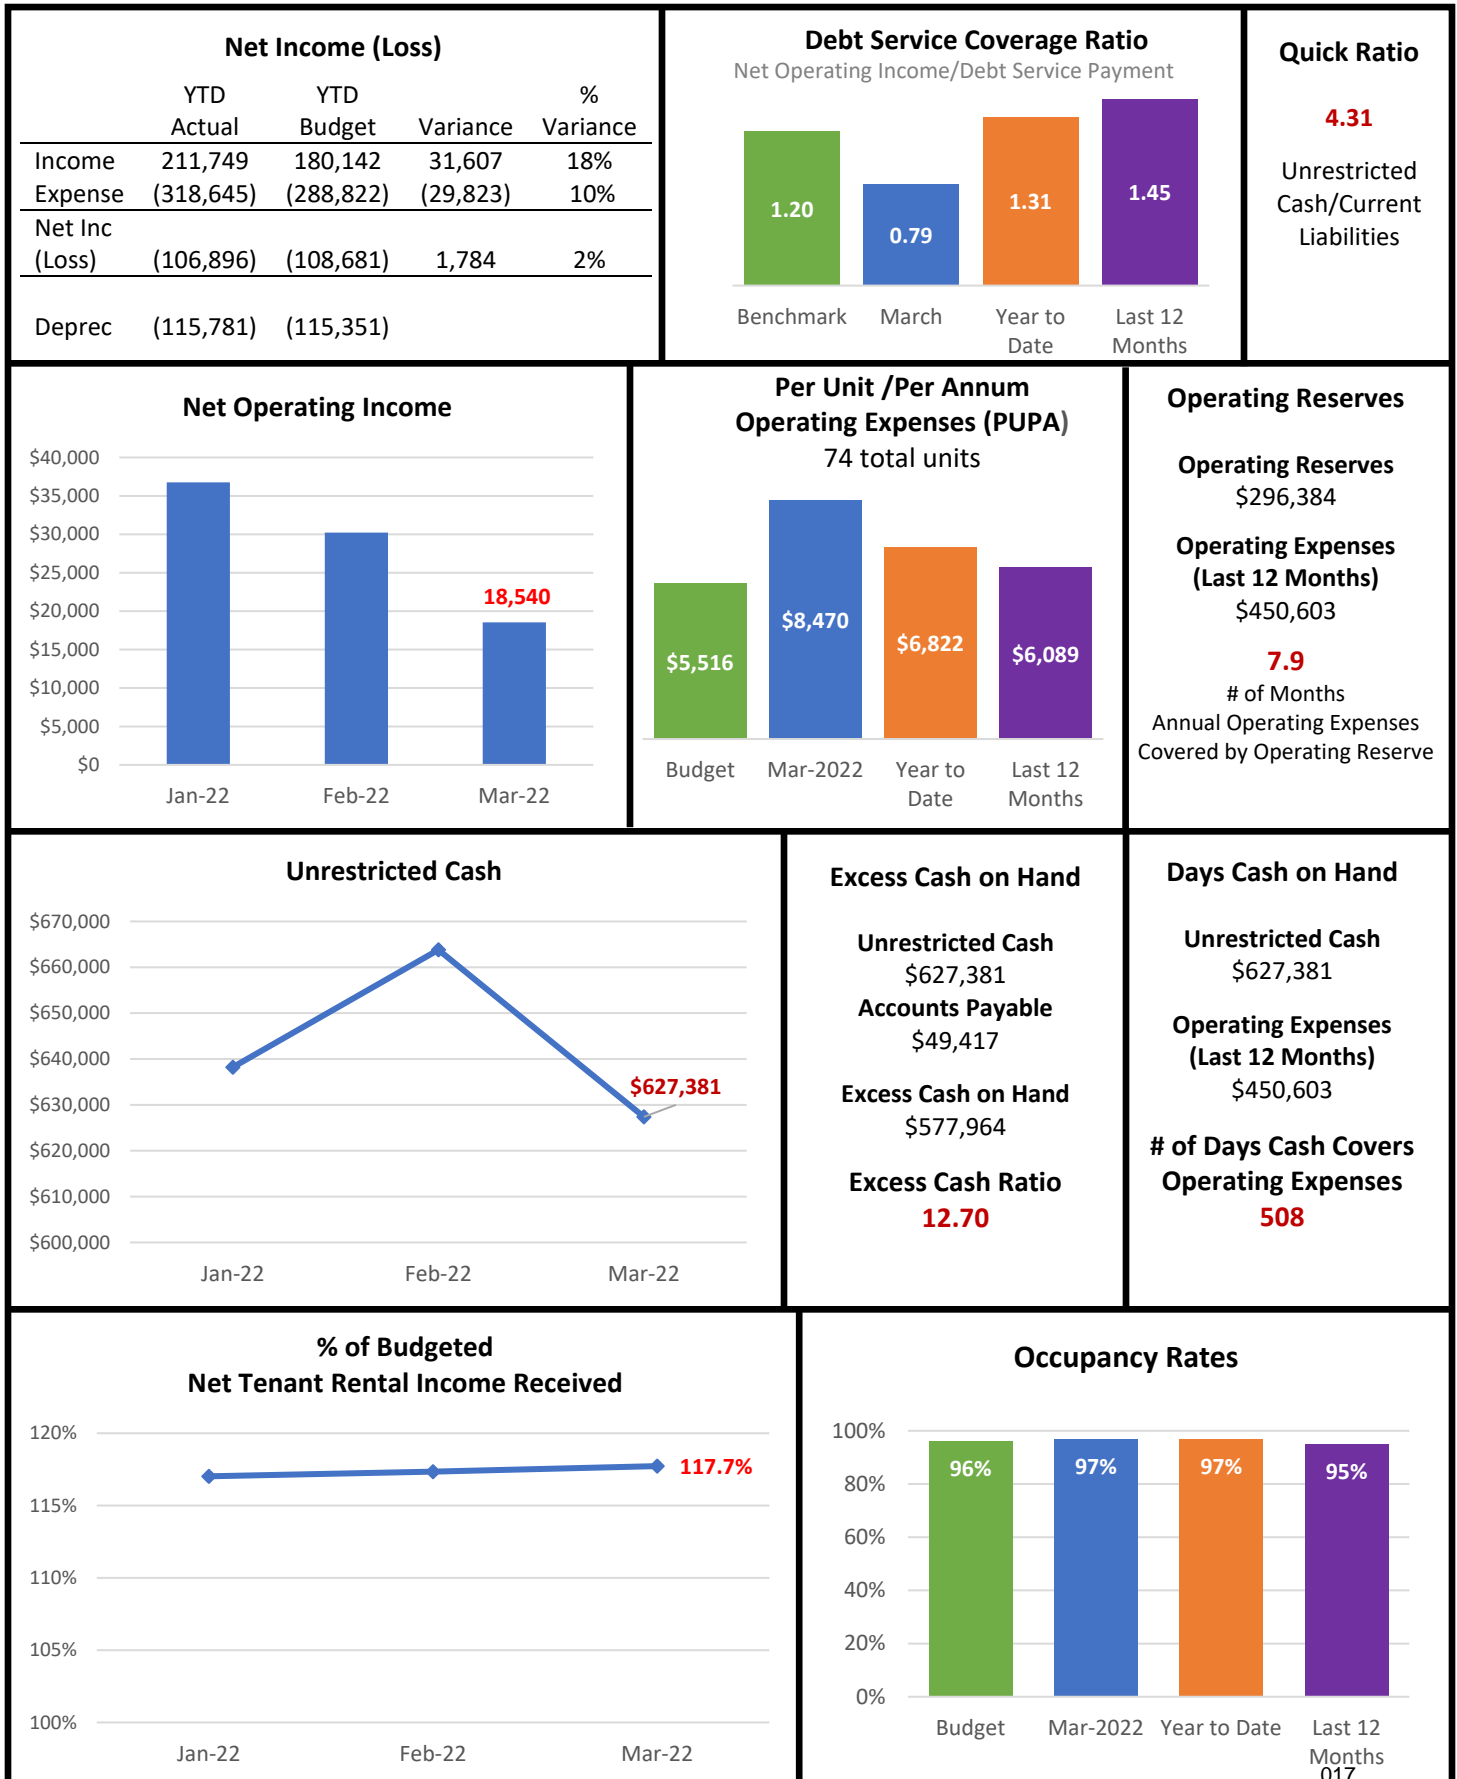 Net Income (Loss)
YTD YTD %
Actual Budget Variance Variance
Income 211,749 180,142 31,607 18%
Expense (318,645) (288,822) (29,823) 10%
Net Inc
(Loss) (106,896) (108,681) 1,784 2%
Deprec (115,781) (115,351)
Debt Service Coverage Ratio
Net Operating Income/Debt Service Payment
1.20
0.79
1.31
1.45
Benchmark March Year to Last 12
Date Months
Quick Ratio
4.31
Unrestricted
Cash/Current
Liabilities
Net Operating Income
$40,000
$35,000
$30,000
$25,000
$20,000
$15,000
$10,000
$5,000
$0
18,540
Jan-22 Feb-22 Mar-22
Per Unit /Per Annum
Operating Expenses (PUPA)
74 total units
$5,516
$8,470
$6,822
$6,089
Budget Mar-2022 Year to Last 12
Date Months
Operating Reserves
Operating Reserves
$296,384
Operating Expenses
(Last 12 Months)
$450,603
7.9
# of Months
Annual Operating Expenses
Covered by Operating Reserve
Unrestricted Cash
$670,000
$660,000
$650,000
$640,000
$630,000
$620,000
$610,000
$600,000
$627,381
Jan-22 Feb-22 Mar-22
Excess Cash on Hand
Unrestricted Cash
$627,381
Accounts Payable
$49,417
Excess Cash on Hand
$577,964
Excess Cash Ratio
12.70
Days Cash on Hand
Unrestricted Cash
$627,381
Operating Expenses
(Last 12 Months)
$450,603
# of Days Cash Covers
Operating Expenses
508
% of Budgeted
Net Tenant Rental Income Received
120%
115%
110%
105%
100%
117.7%
Jan-22 Feb-22 Mar-22
Occupancy Rates
100%
80%
60%
40%
20%
0%
96%
97%
97%
95%
Budget Mar-2022 Year to Date Last 12
Months
017